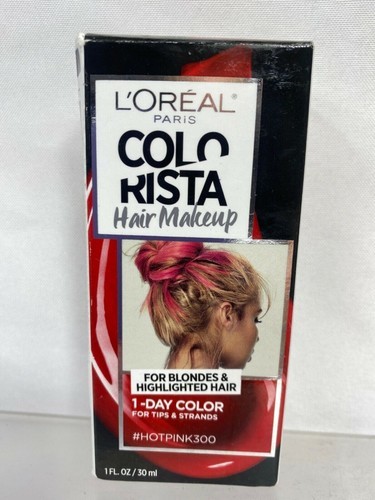 L'ORÉAL®
PARIS
COLO
RISTA
Hair Makeup
FOR BLONDES &
HIGHLIGHTED HAIR
1-DAY COLOR
FOR TIPS & STRANDS
#HOTPINK300
1 FL. OZ / 30 ml